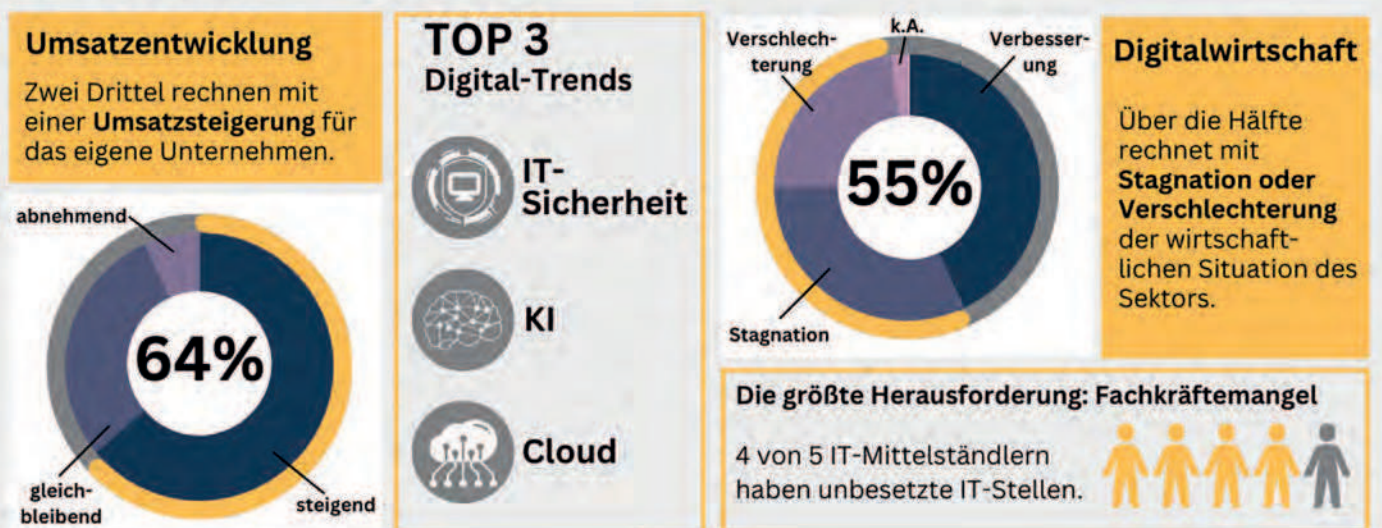 Umsatzentwicklung
Zwei Drittel rechnen mit
einer Umsatzsteigerung für
das eigene Unternehmen.
abnehmend
64%
gleich-
bleibend
steigend
TOP 3
Digital-Trends
IT-
Sicherheit
KI
Cloud
k.A.
Verschlech-
terung
Verbesser-
ung
55%
Stagnation
Digitalwirtschaft
Über die Hälfte
rechnet mit
Stagnation oder
Verschlechterung
der wirtschaft-
lichen Situation des
Sektors.
Die größte Herausforderung: Fachkräftemangel
4 von 5 IT-Mittelständlern
haben unbesetzte IT-Stellen.